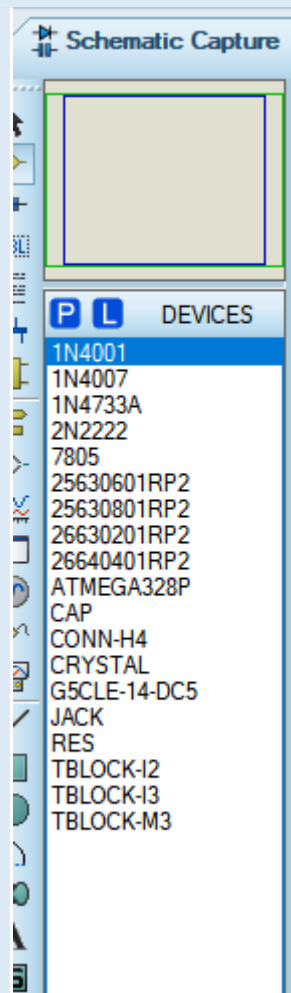 Schematic Capture
P L DEVICES
1N4001
1N4007
1N4733A
2N2222
7805
25630601RP2
25630801RP2
26630201RP2
26640401RP2
ATMEGA328P
CAP
CONN-H4
CRYSTAL
G5CLE-14-DC5
JACK
RES
TBLOCK-I2
TBLOCK-I3
TBLOCK-M3
A